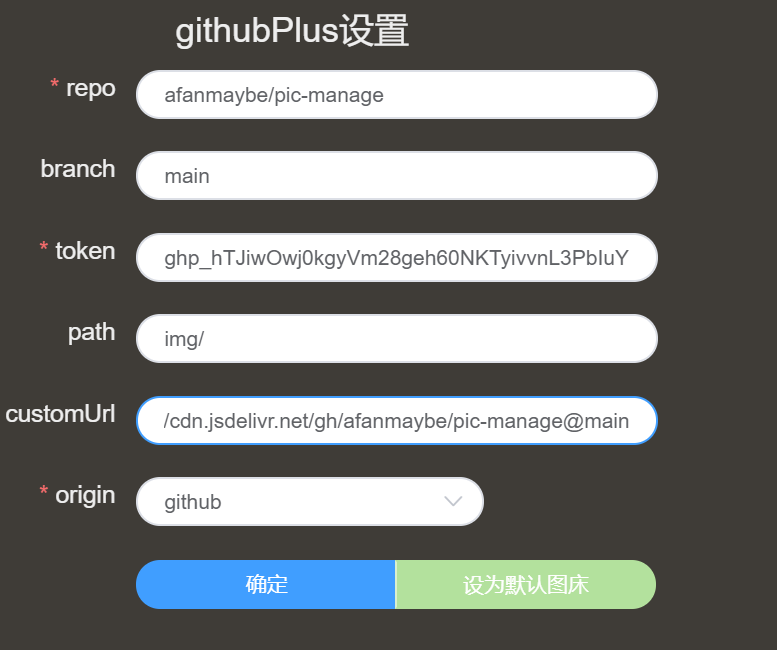 githubPlus设置
* repo
afanmaybe/pic-manage
branch
main
* token
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
path
img/
customUrl
/cdn.jsdelivr.net/gh/afanmaybe/pic-manage@main
* origin
github
确定
设为默认图床